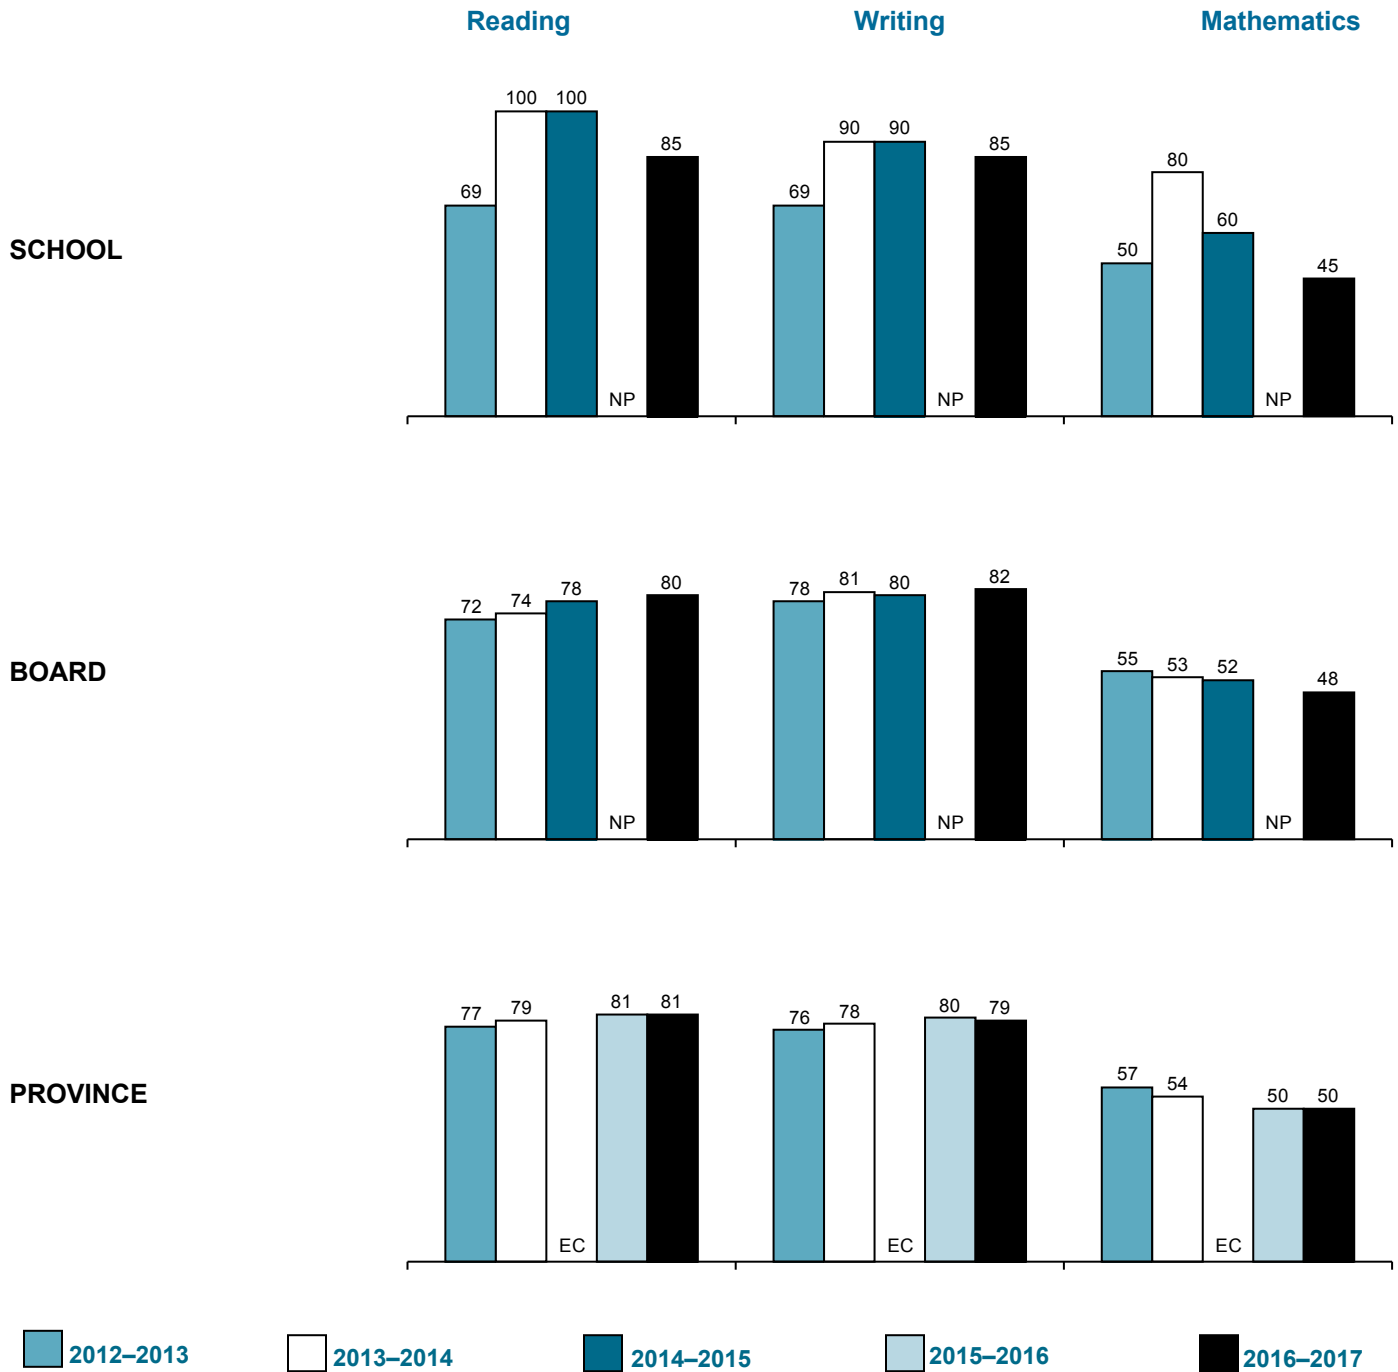 Reading Writing Mathematics
SCHOOL
69 100 100 NP 85
69 90 90 NP 85
50 80 60 NP 45
BOARD
72 74 78 NP 80
78 81 80 NP 82
55 53 52 NP 48
PROVINCE
77 79 EC 81 81
76 78 EC 80 79
57 54 EC 50 50
2012–2013 2013–2014 2014–2015 2015–2016 2016–2017